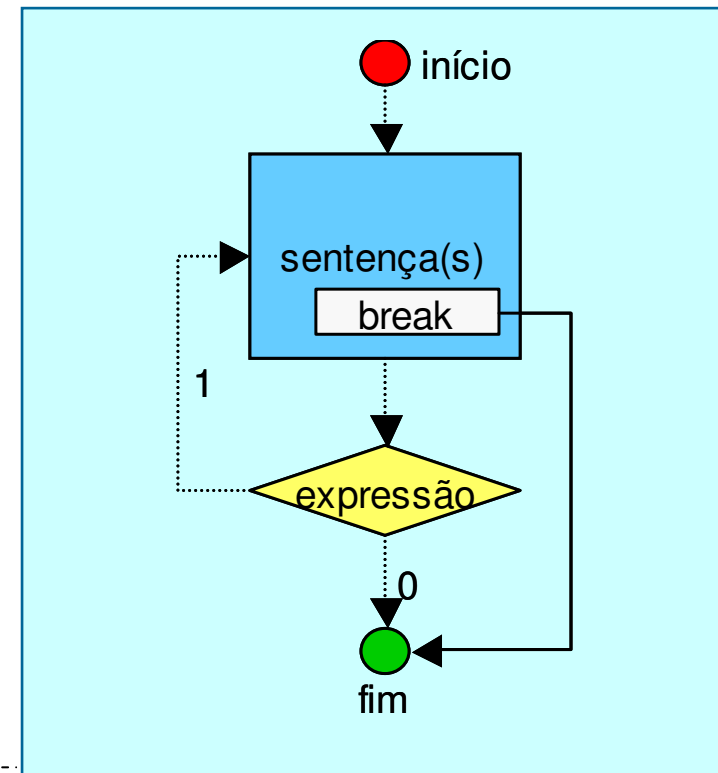 início
sentença(s)
break
1
expressão
0
fim